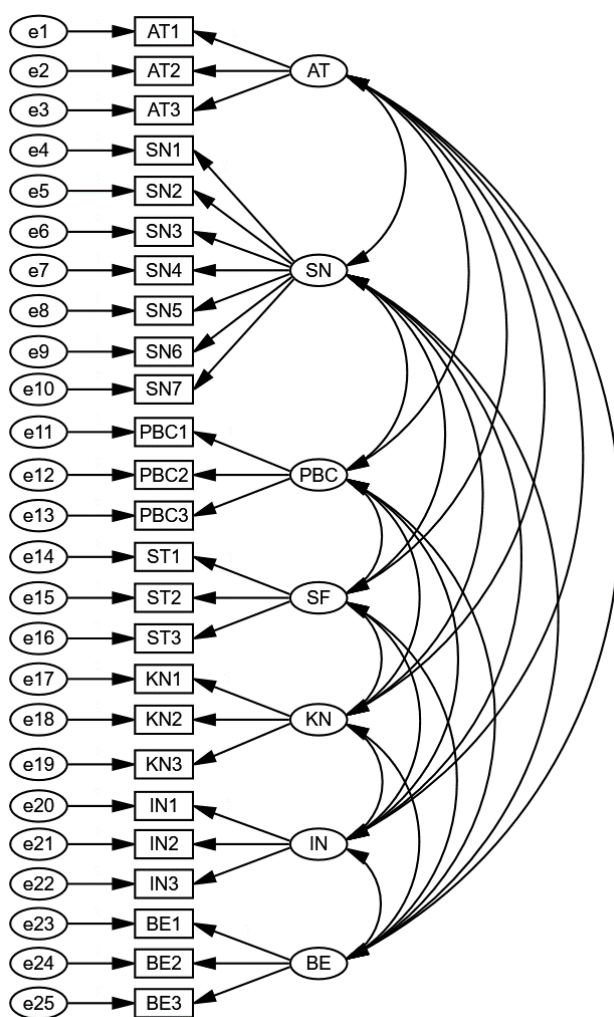 e1 AT1
e2 AT2 AT
e3 AT3
e4 SN1
e5 SN2
e6 SN3
e7 SN4 SN
e8 SN5
e9 SN6
e10 SN7
e11 PBC1
e12 PBC2 PBC
e13 PBC3
e14 ST1
e15 ST2 SF
e16 ST3
e17 KN1
e18 KN2 KN
e19 KN3
e20 IN1
e21 IN2 IN
e22 IN3
e23 BE1
e24 BE2 BE
e25 BE3